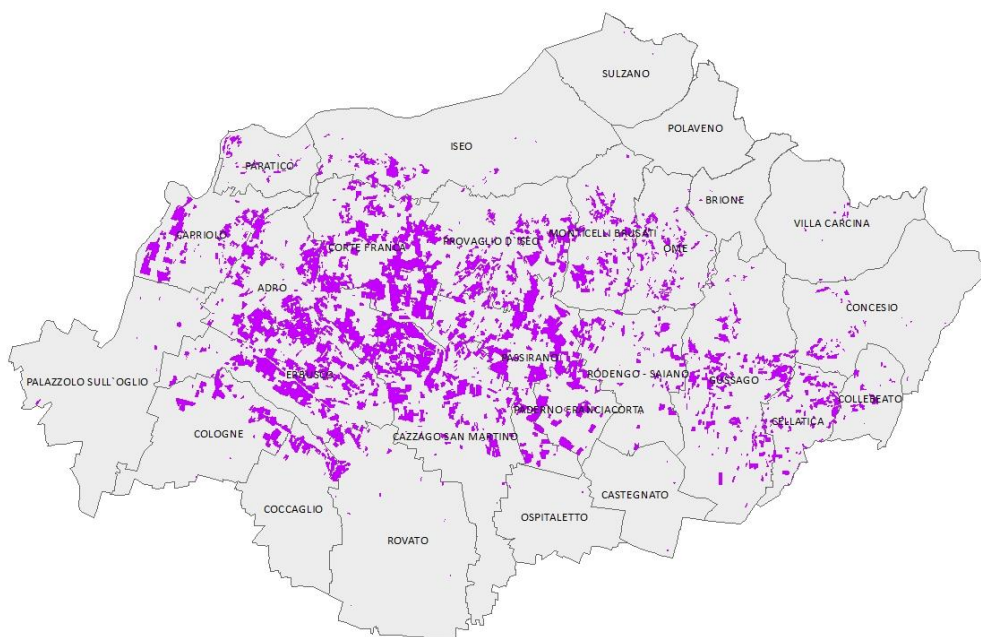 SULZANO
POLAVENO
ISEO
PARATICO
BRIONE
VILLA CARCINA
CAPRIOLO
MONTICELLI BRUSATI
PROVAGLIO D`ISEO
CORTE FRANCA
OME
ADRO
CONCESIO
PASSIRANO
RODENGO - SAIANO
ERBUSCO
GUSSAGO
PALAZZOLO SULL`OGLIO
COLLEBEATO
PADERNO FRANCIACORTA
CELLATICA
COLOGNE
CAZZAGO SAN MARTINO
CASTEGNATO
COCCAGLIO
OSPITALETTO
ROVATO